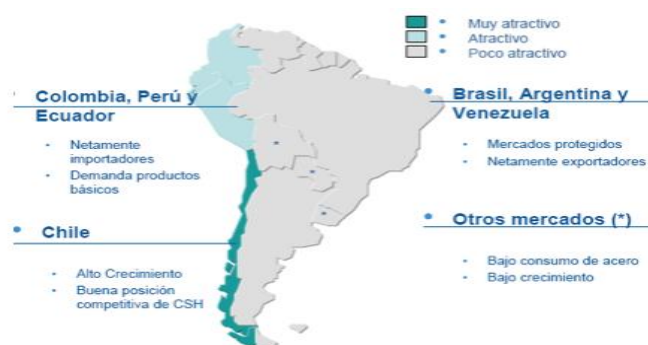 Muy atractivo
Atractivo
Poco atractivo
Colombia, Perú y
Ecuador
Netamente
importadores
Demanda productos
básicos
Chile
Alto Crecimiento
Buena posición
competitiva de CSH
Brasil, Argentina y
Venezuela
Mercados protegidos
Netamente exportadores
Otros mercados (*)
Bajo consumo de acero
Bajo crecimiento